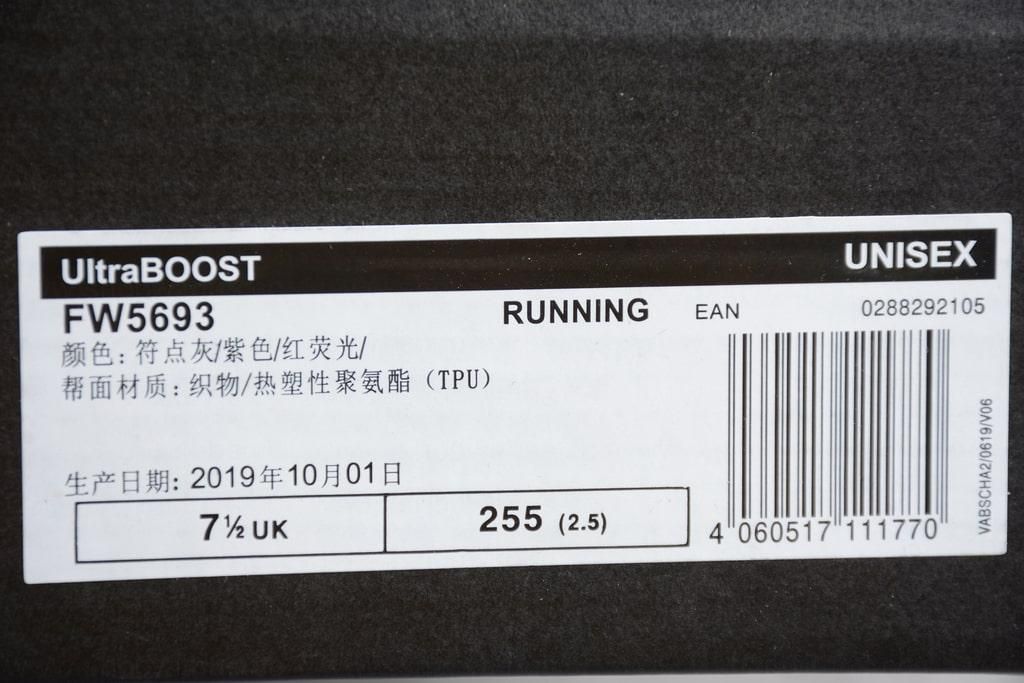 UltraBOOST UNISEX
FW5693 RUNNING EAN 0288292105
颜色: 符点灰/紫色/红荧光/
帮面材质: 织物/热塑性聚氨酯 (TPU)
生产日期: 2019年10月01日
7½ UK 255 (2.5)
4 060517 111770
VABSCHA2/0619/V06